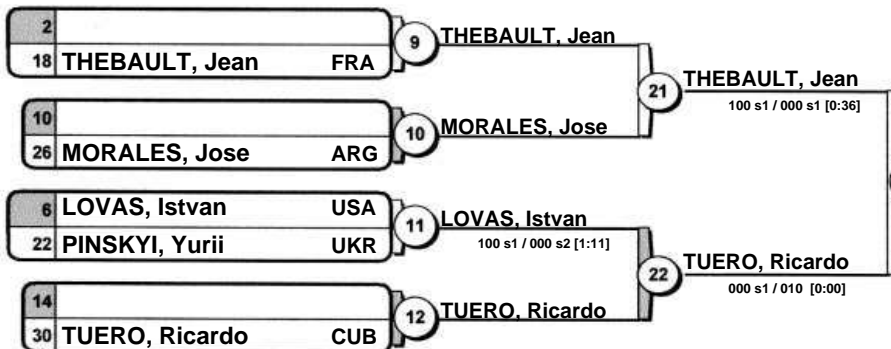 2
18 THEBAULT, Jean FRA
9
THEBAULT, Jean
10
26 MORALES, Jose ARG
10
MORALES, Jose
21
THEBAULT, Jean
100 s1 / 000 s1 [0:36]
6 LOVAS, Istvan USA
22 PINSKYI, Yurii UKR
11
LOVAS, Istvan
100 s1 / 000 s2 [1:11]
14
30 TUERO, Ricardo CUB
12
TUERO, Ricardo
22
TUERO, Ricardo
000 s1 / 010 [0:00]